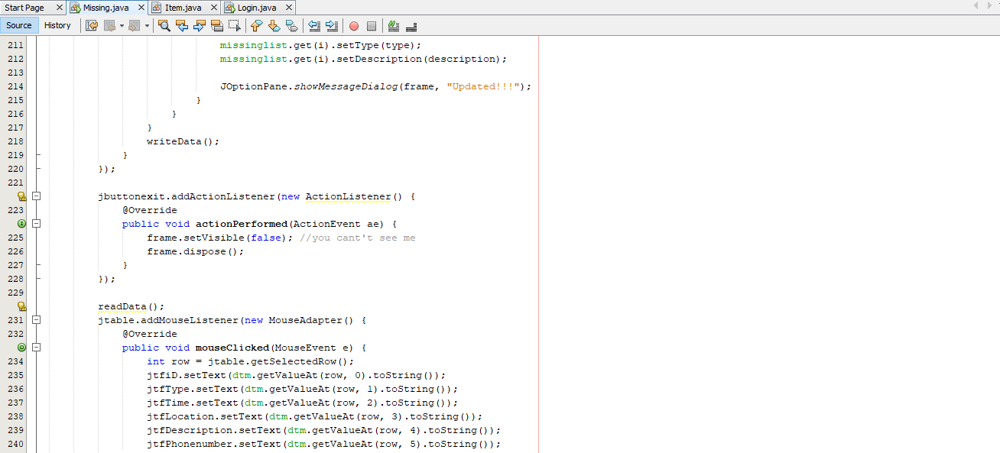 Start Page Missing.java Item.java Login.java
Source History
211 missinglist.get(i).setType(type);
212 missinglist.get(i).setDescription(description);
213
214 JOptionPane.showMessageDialog(frame, "Updated!!!");
215 }
216 }
217 }
218 writeData();
219 }
220 });
221
jbuttonexit.addActionListener(new ActionListener() {
223 @Override
public void actionPerformed(ActionEvent ae) {
225 frame.setVisible(false); //you cant't see me
226 frame.dispose();
227 }
228 });
229
readData();
231 jtable.addMouseListener(new MouseAdapter() {
232 @Override
public void mouseClicked(MouseEvent e) {
234 int row = jtable.getSelectedRow();
235 jtfiD.setText(dtm.getValueAt(row, 0).toString());
236 jtfType.setText(dtm.getValueAt(row, 1).toString());
237 jtfTime.setText(dtm.getValueAt(row, 2).toString());
238 jtfLocation.setText(dtm.getValueAt(row, 3).toString());
239 jtfDescription.setText(dtm.getValueAt(row, 4).toString());
240 jtfPhonenumber.setText(dtm.getValueAt(row, 5).toString());